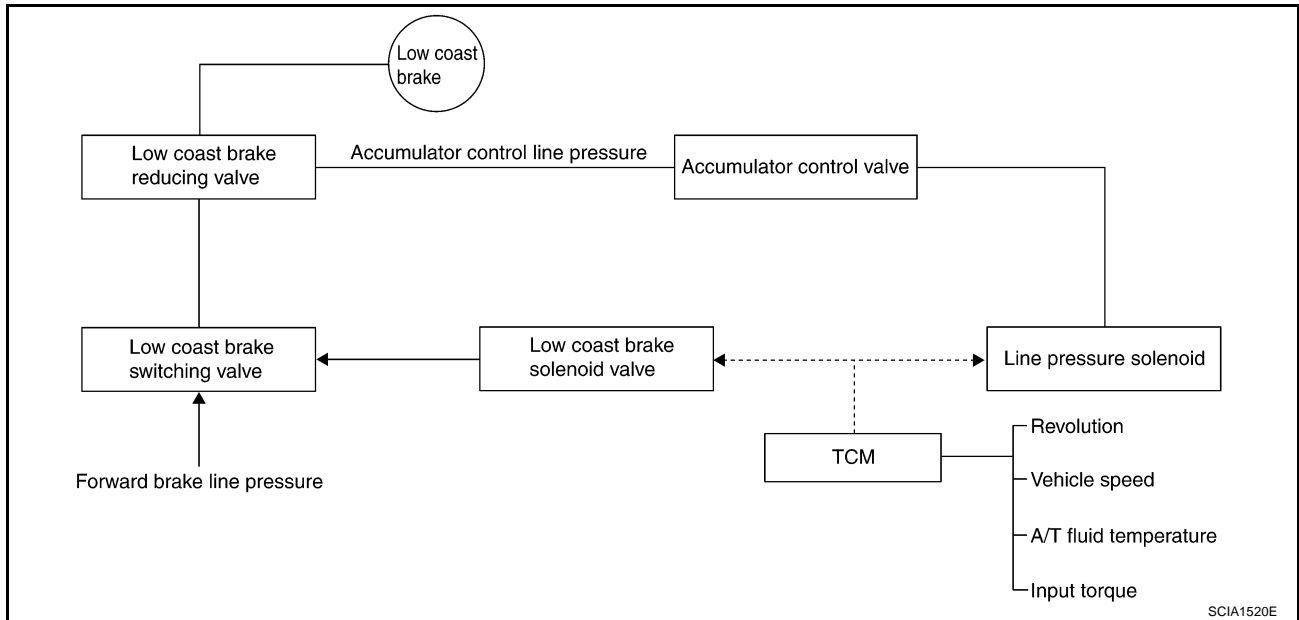 Low coast
brake
Low coast brake
reducing valve
Accumulator control line pressure
Accumulator control valve
Low coast brake
switching valve
Low coast brake
solenoid valve
Line pressure solenoid
TCM
Revolution
Vehicle speed
A/T fluid temperature
Input torque
Forward brake line pressure
SCIA1520E